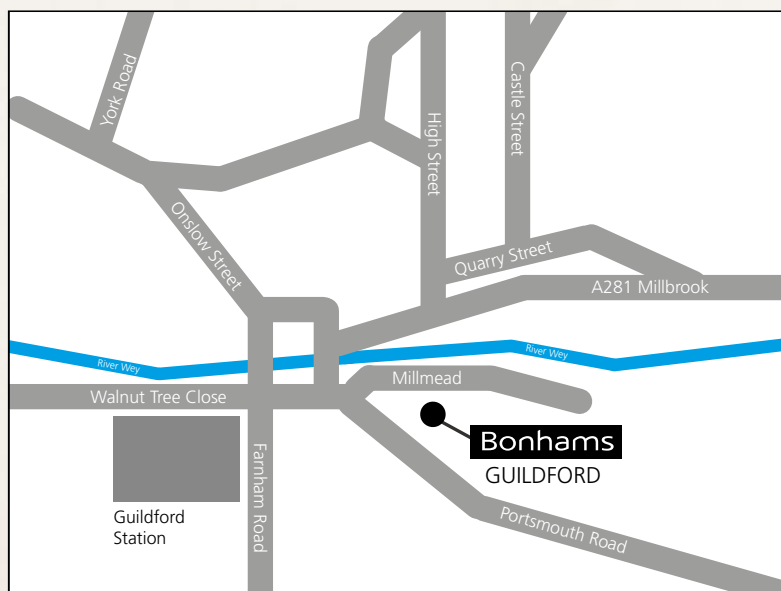 York Road
High Street
Castle Street
Onslow Street
Quarry Street
A281 Millbrook
River Wey
River Wey
Walnut Tree Close
Millmead
Bonhams
GUILDFORD
Farnham Road
Guildford
Station
Portsmouth Road